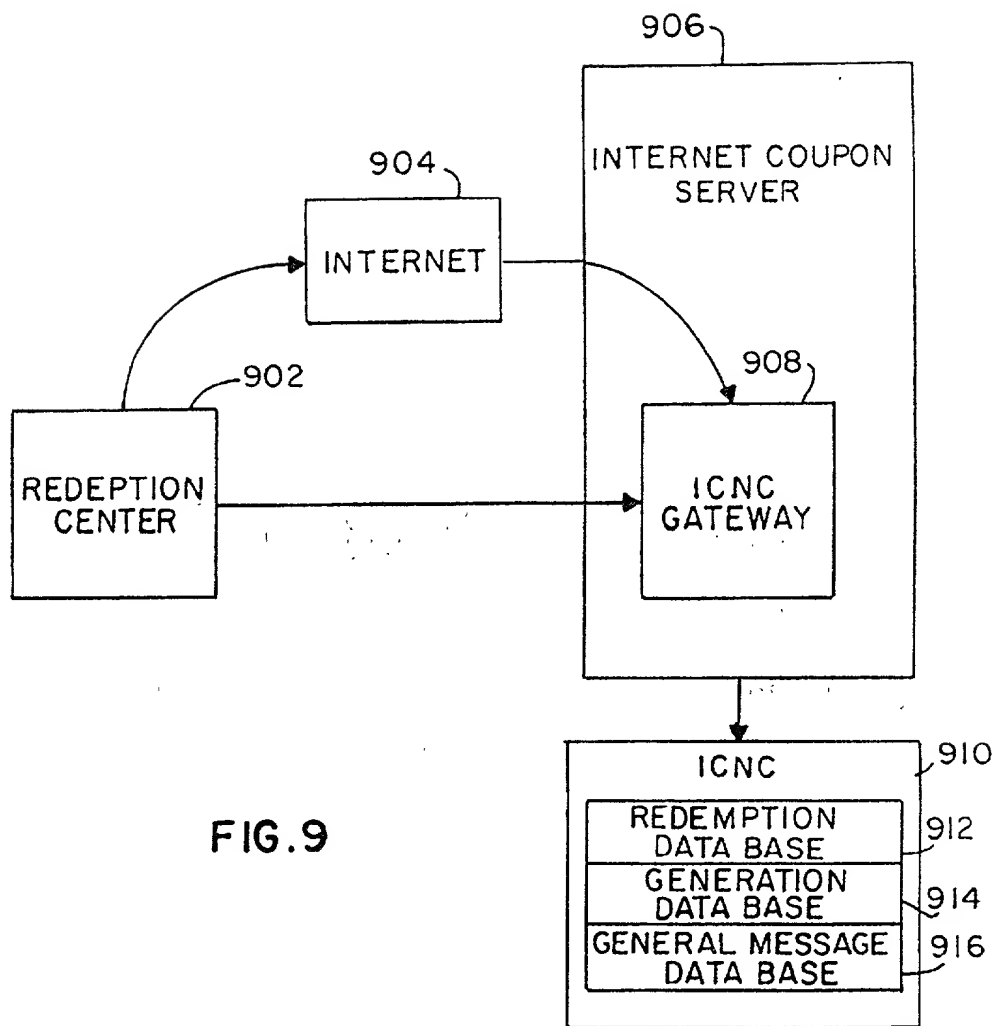 906
INTERNET COUPON
SERVER
904
INTERNET
902
REDEPTION
CENTER
908
ICNC
GATEWAY
ICNC
910
REDEMPTION
DATA BASE
912
GENERATION
DATA BASE
914
GENERAL MESSAGE
DATA BASE
916
FIG.9